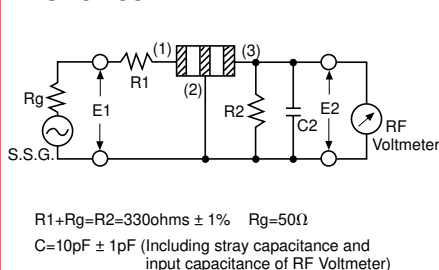 (1)
(3)
R1
(2)
Rg
E1
R2
C2
E2
RF
Voltmeter
S.S.G.
R1+Rg=R2=330ohms ± 1% Rg=50Ω
C=10pF ± 1pF (Including stray capacitance and
input capacitance of RF Voltmeter)